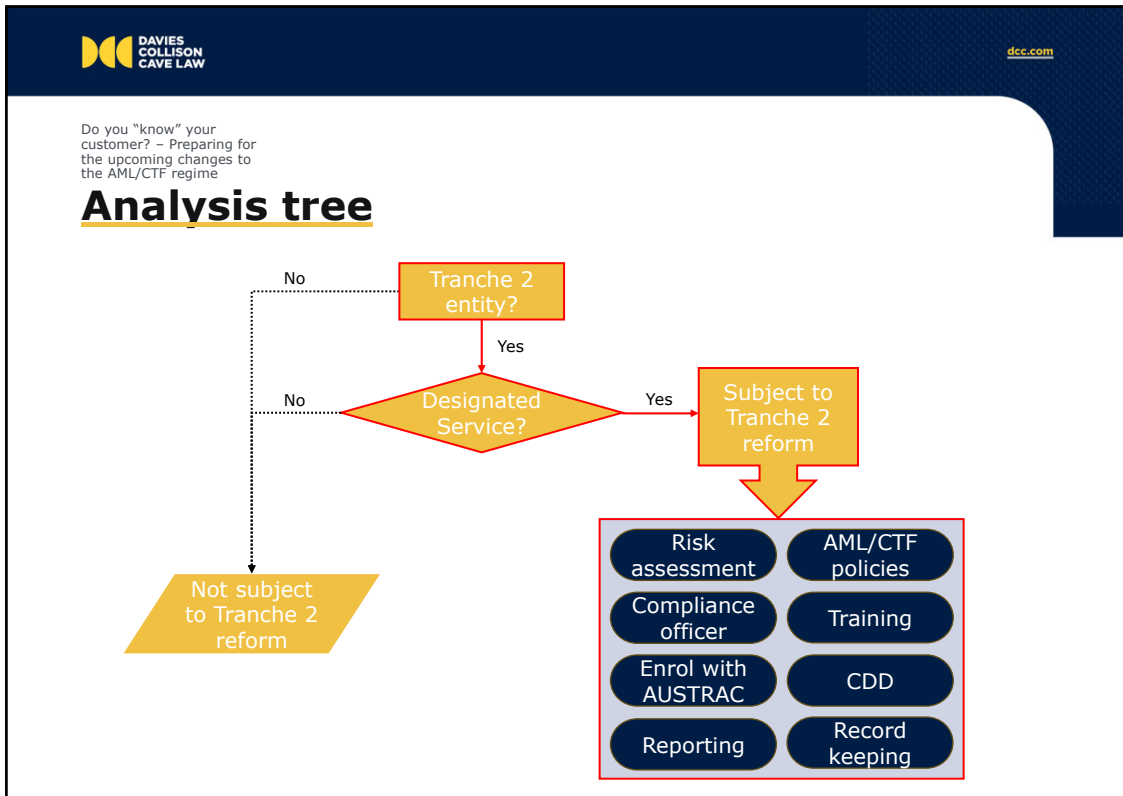 DAVIES
COLLISON
CAVE LAW
dcc.com
Do you “know” your
customer? – Preparing for
the upcoming changes to
the AML/CTF regime
Analysis tree
No
Tranche 2
entity?
Yes
No
Designated
Service?
Yes
Subject to
Tranche 2
reform
Not subject
to Tranche 2
reform
Risk
assessment
AML/CTF
policies
Compliance
officer
Training
Enrol with
AUSTRAC
CDD
Reporting
Record
keeping